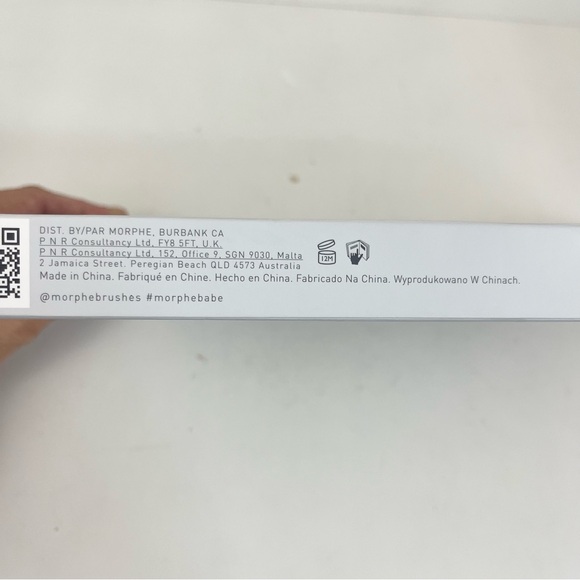 DIST. BY/PAR MORPHE, BURBANK CA
P N R Consultancy Ltd, FY8 5FT, U.K.
P N R Consultancy Ltd, 152, Office 9, SGN 9030, Malta
2 Jamaica Street. Peregian Beach QLD 4573 Australia
12M
Made in China. Fabriqué en Chine. Hecho en China. Fabricado Na China. Wyprodukowano W Chinach.
@morphebrushes #morphebabe